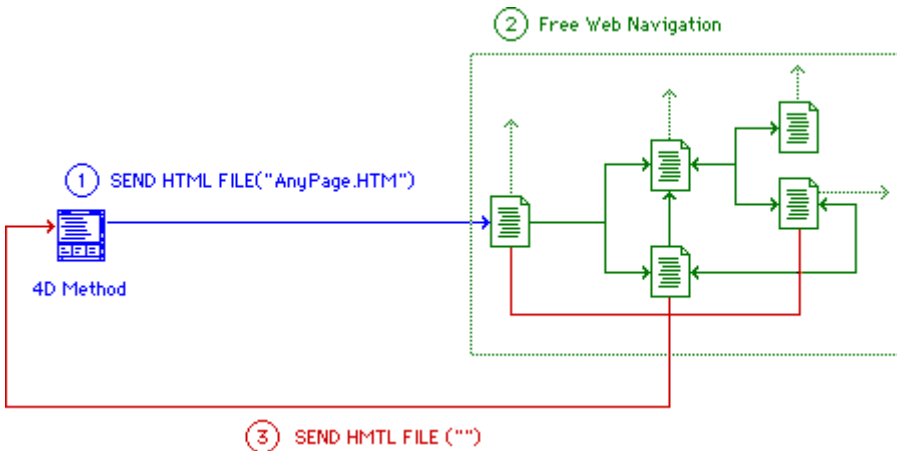 2 Free Web Navigation
1 SEND HTML FILE("AnyPage.HTM")
4D Method
3 SEND HMTL FILE ("")